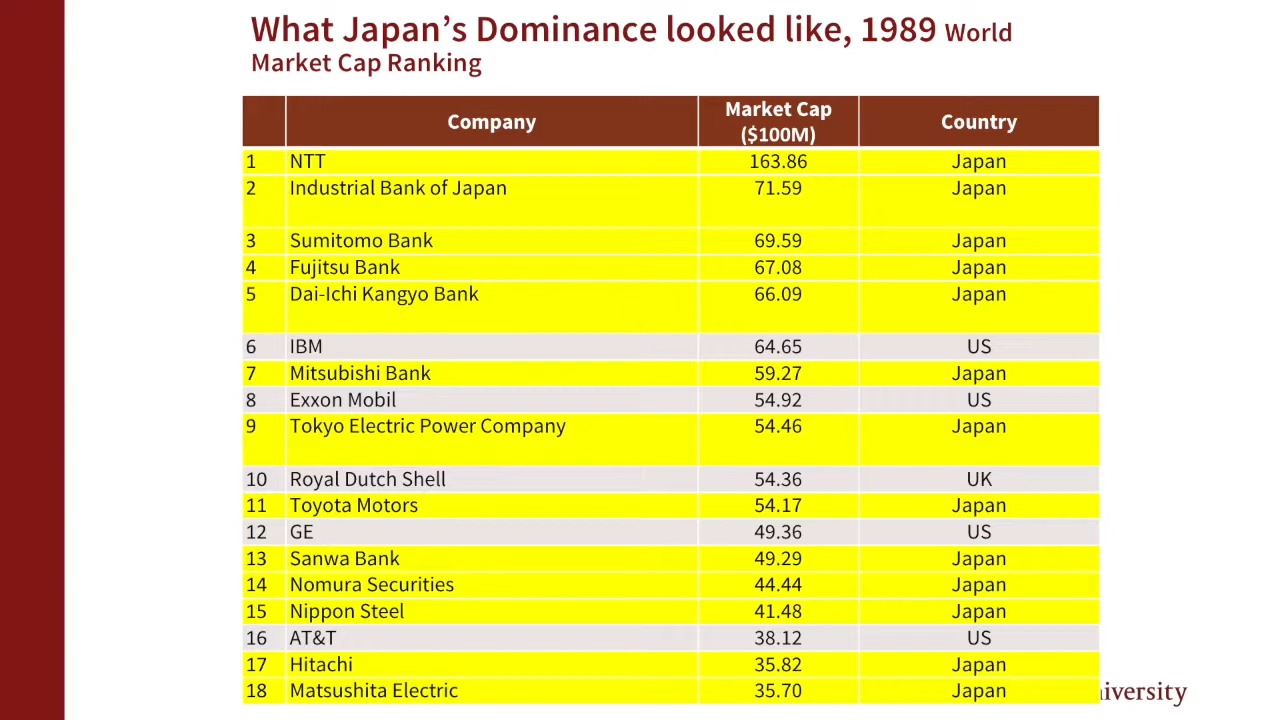 What Japan’s Dominance looked like, 1989 World
Market Cap Ranking
Company Market Cap ($100M) Country
1 NTT 163.86 Japan
2 Industrial Bank of Japan 71.59 Japan
3 Sumitomo Bank 69.59 Japan
4 Fujitsu Bank 67.08 Japan
5 Dai-Ichi Kangyo Bank 66.09 Japan
6 IBM 64.65 US
7 Mitsubishi Bank 59.27 Japan
8 Exxon Mobil 54.92 US
9 Tokyo Electric Power Company 54.46 Japan
10 Royal Dutch Shell 54.36 UK
11 Toyota Motors 54.17 Japan
12 GE 49.36 US
13 Sanwa Bank 49.29 Japan
14 Nomura Securities 44.44 Japan
15 Nippon Steel 41.48 Japan
16 AT&T 38.12 US
17 Hitachi 35.82 Japan
18 Matsushita Electric 35.70 Japan